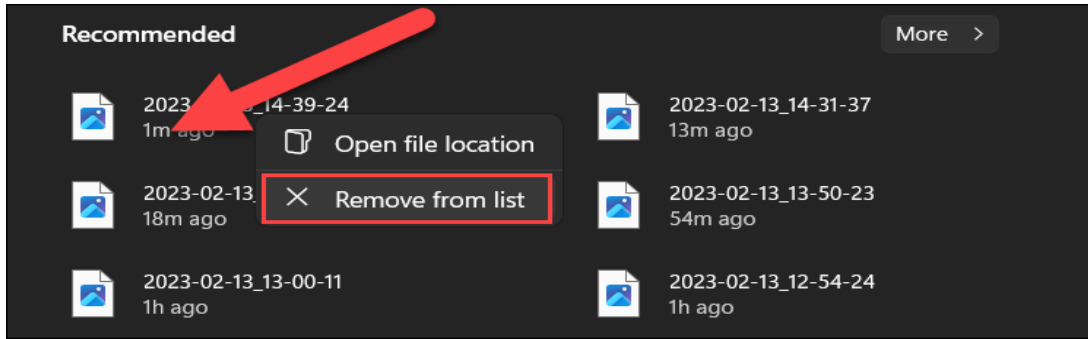 Recommended
More >
2023 14-39-24
1m ago
2023-02-13_14-31-37
13m ago
Open file location
Remove from list
2023-02-13
18m ago
2023-02-13_13-50-23
54m ago
2023-02-13_13-00-11
1h ago
2023-02-13_12-54-24
1h ago